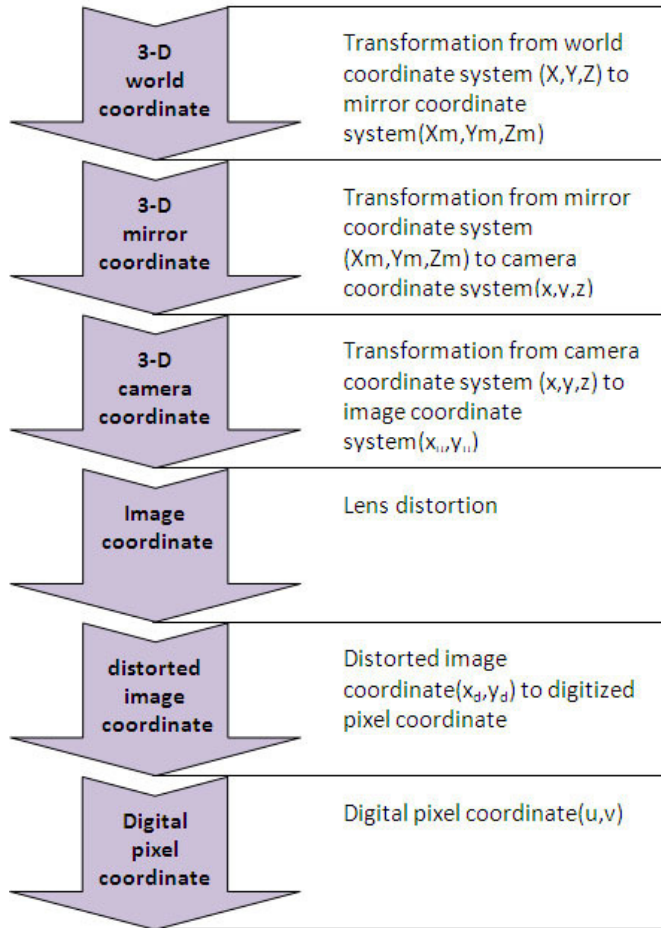 3-D
world
coordinate
Transformation from world
coordinate system (X,Y,Z) to
mirror coordinate
system(Xm,Ym,Zm)
3-D
mirror
coordinate
Transformation from mirror
coordinate system
(Xm,Ym,Zm) to camera
coordinate system(x,y,z)
3-D
camera
coordinate
Transformation from camera
coordinate system (x,y,z) to
image coordinate
system(xᵤ,yᵤ)
Image
coordinate
Lens distortion
distorted
image
coordinate
Distorted image
coordinate(x_d,y_d) to digitized
pixel coordinate
Digital
pixel
coordinate
Digital pixel coordinate(u,v)